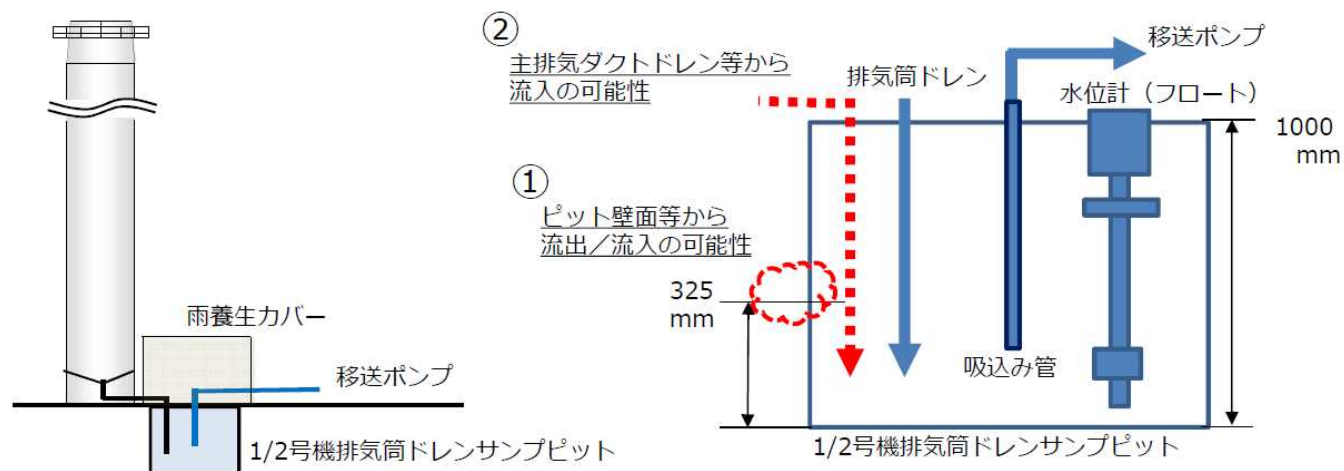 雨養生カバー
移送ポンプ
1/2号機排気筒ドレンサンプピット
②
主排気ダクトドレン等から
流入の可能性
①
ピット壁面等から
流出／流入の可能性
325
mm
排気筒ドレン
移送ポンプ
水位計（フロート）
1000
mm
吸込み管
1/2号機排気筒ドレンサンプピット